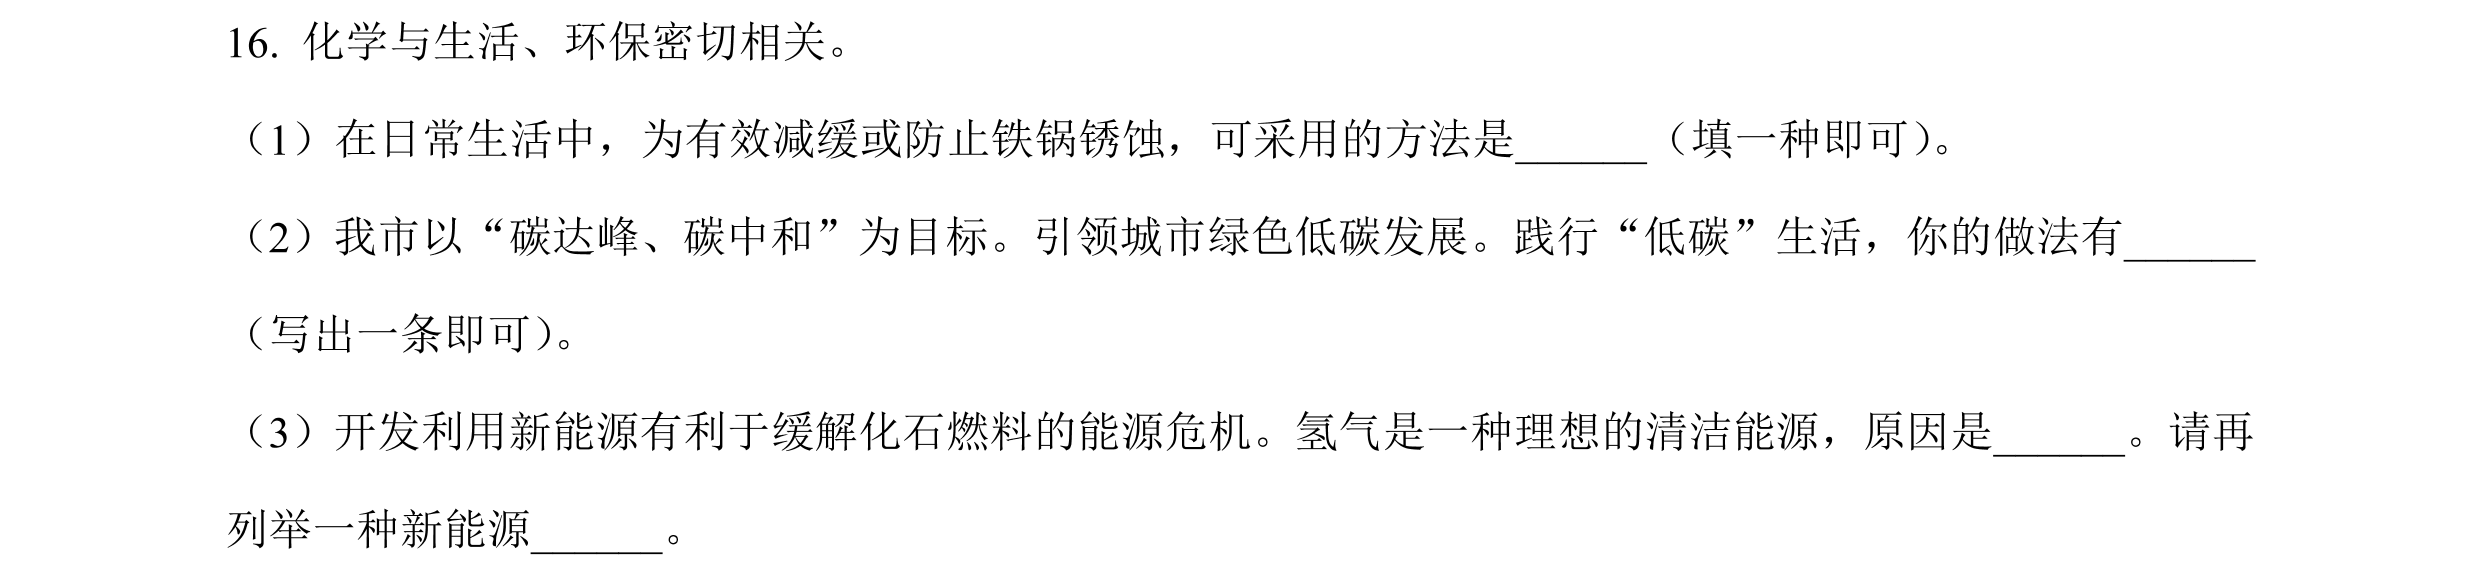 16. 化学与生活、环保密切相关。
（1）在日常生活中，为有效减缓或防止铁锅锈蚀，可采用的方法是______（填一种即可）。
（2）我市以“碳达峰、碳中和”为目标。引领城市绿色低碳发展。践行“低碳”生活，你的做法有______
（写出一条即可）。
（3）开发利用新能源有利于缓解化石燃料的能源危机。氢气是一种理想的清洁能源，原因是______。请再
列举一种新能源______。